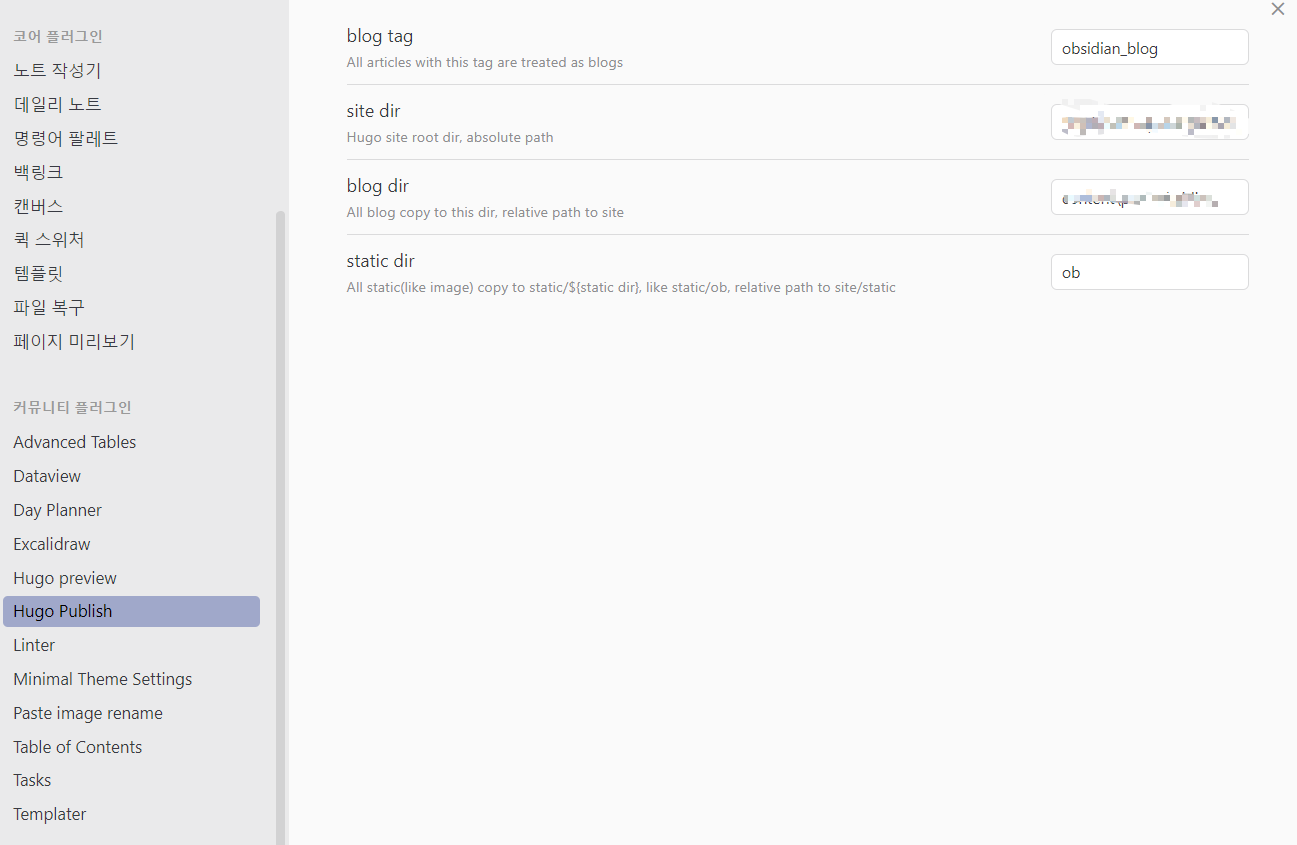 코어 플러그인
노트 작성기
데일리 노트
명령어 팔레트
백링크
캔버스
퀵 스위처
템플릿
파일 복구
페이지 미리보기
커뮤니티 플러그인
Advanced Tables
Dataview
Day Planner
Excalidraw
Hugo preview
Hugo Publish
Linter
Minimal Theme Settings
Paste image rename
Table of Contents
Tasks
Templater
blog tag
All articles with this tag are treated as blogs
obsidian_blog
site dir
Hugo site root dir, absolute path
blog dir
All blog copy to this dir, relative path to site
static dir
All static(like image) copy to static/${static dir}, like static/ob, relative path to site/static
ob